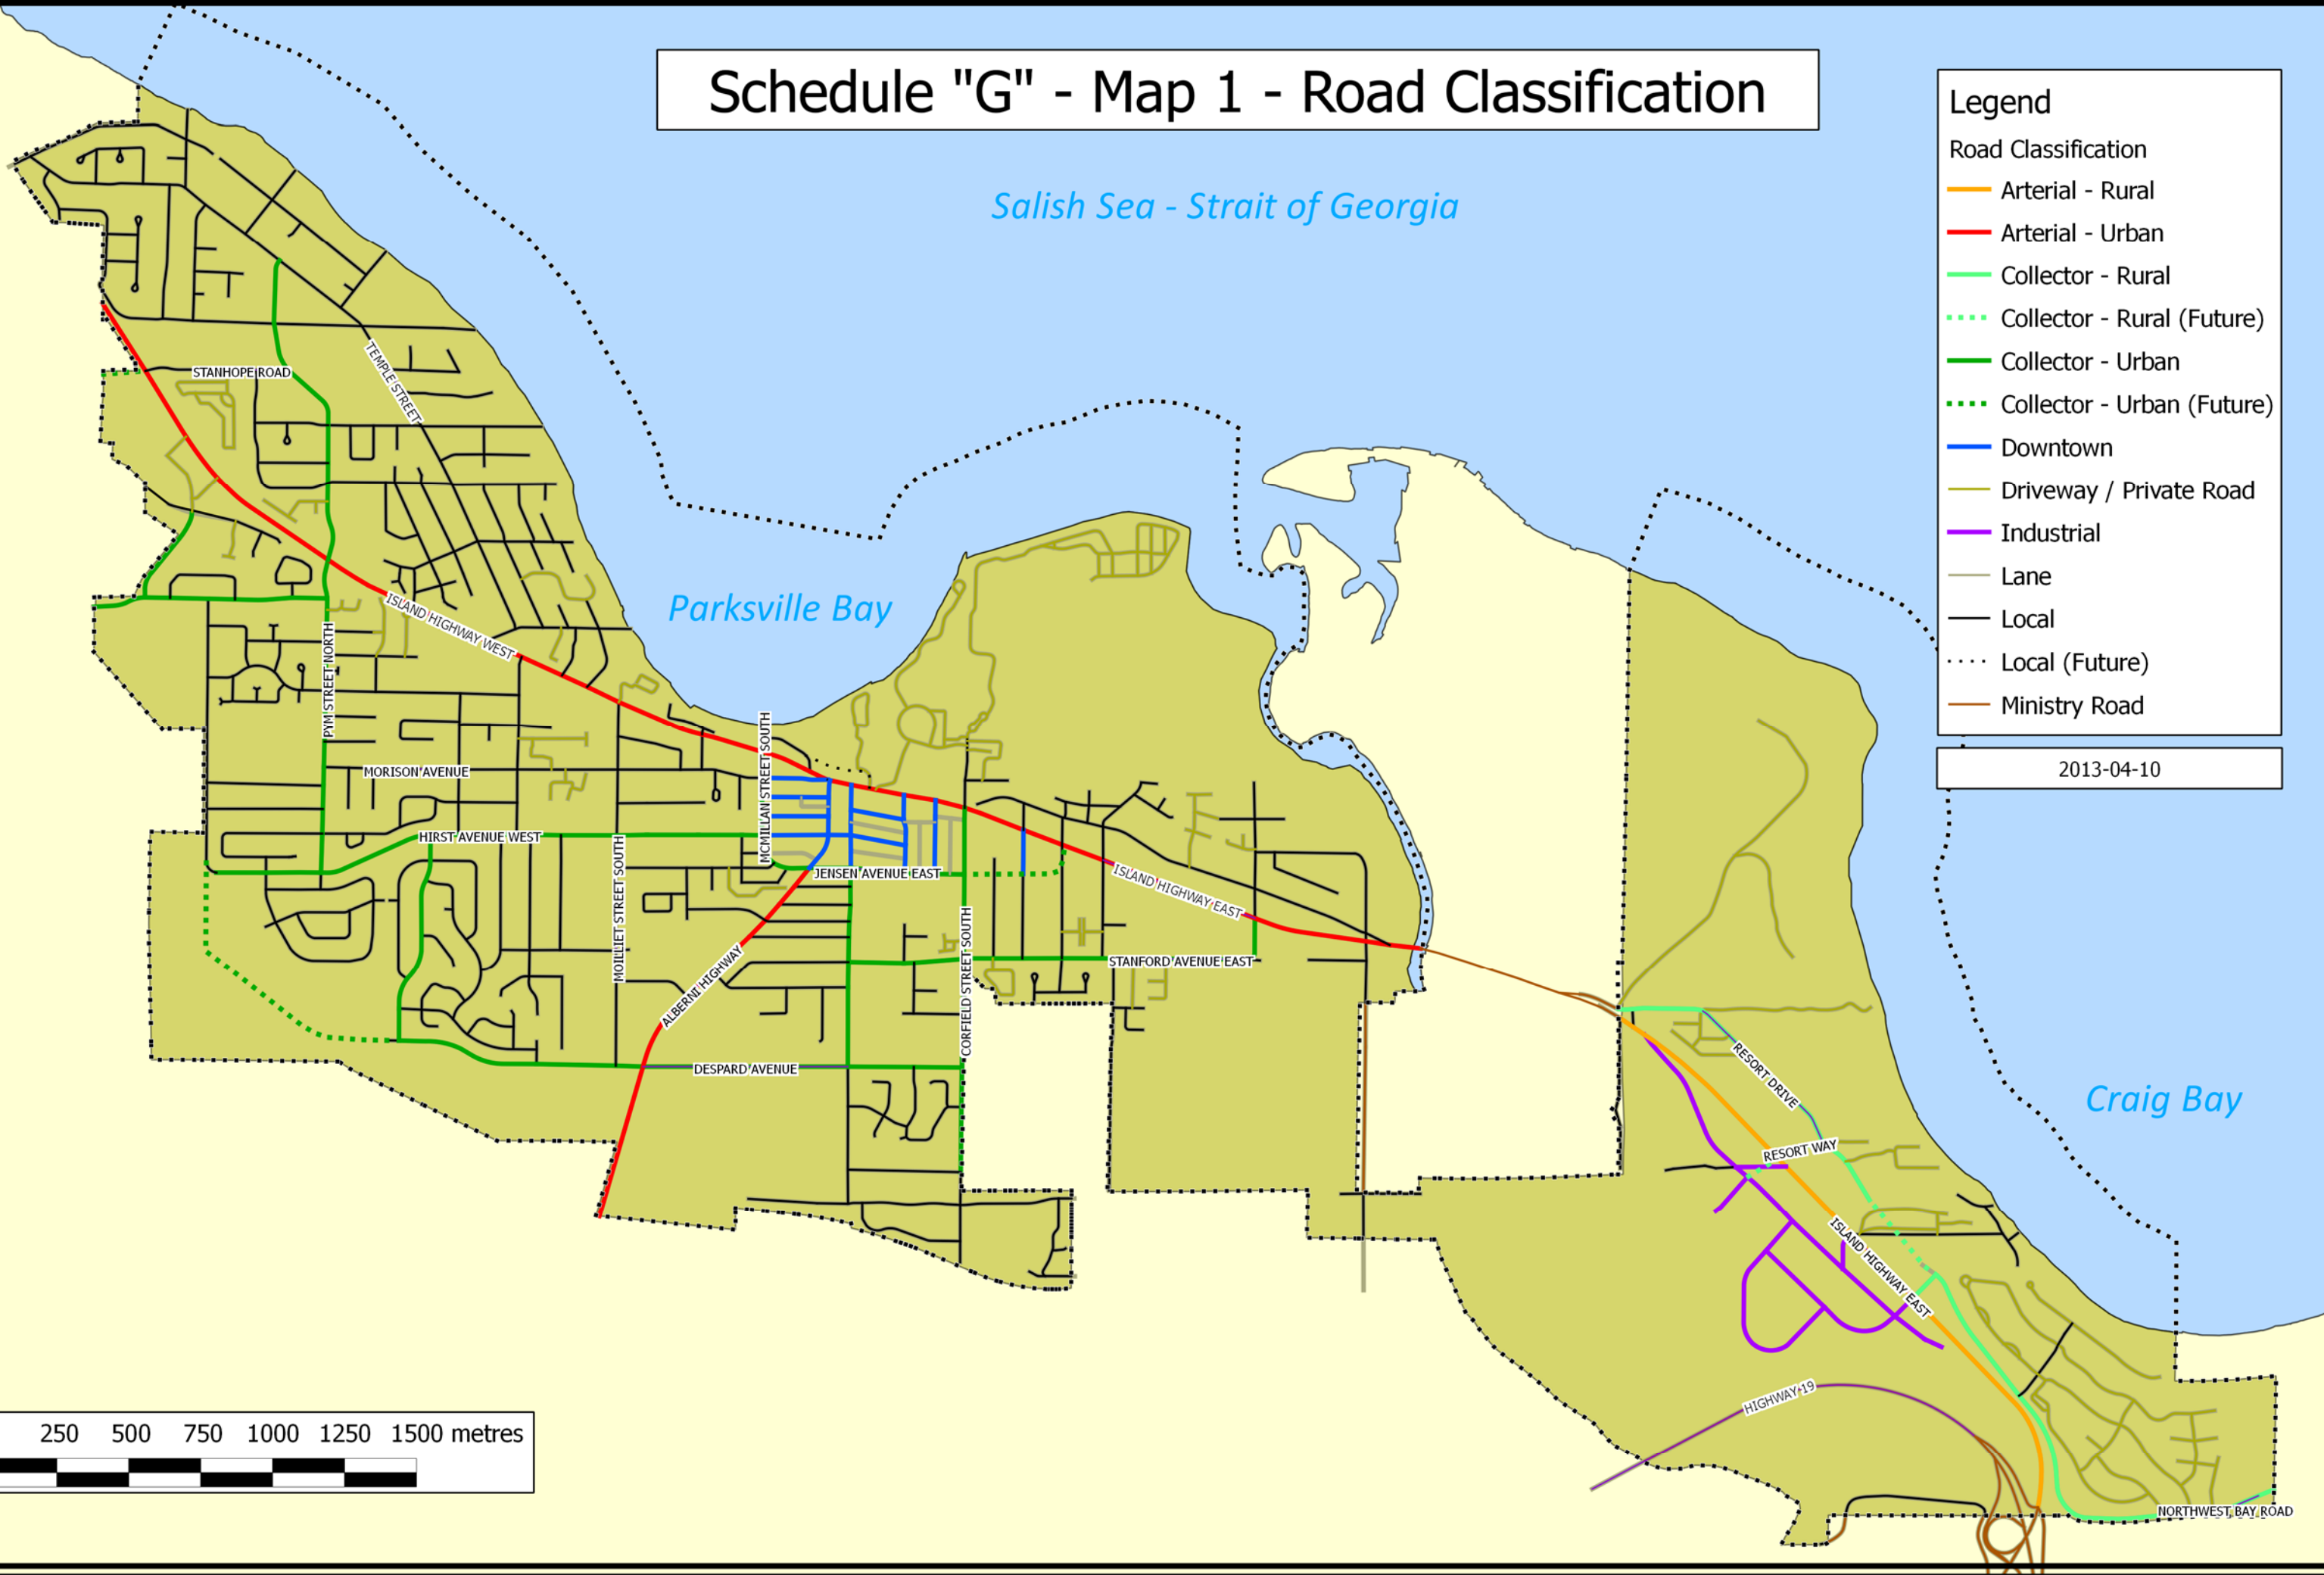 Schedule "G" - Map 1 - Road Classification
Legend
Road Classification
Arterial - Rural
Arterial - Urban
Collector - Rural
Collector - Rural (Future)
Collector - Urban
Collector - Urban (Future)
Downtown
Driveway / Private Road
Industrial
Lane
Local
Local (Future)
Ministry Road
2013-04-10
Salish Sea - Strait of Georgia
Parksville Bay
Craig Bay
STANHOPE ROAD
TEMPLE STREET
ISLAND HIGHWAY WEST
PYM STREET NORTH
MORISON AVENUE
MCMILLAN STREET SOUTH
HIRST AVENUE WEST
MOILLIET STREET SOUTH
JENSEN AVENUE EAST
ISLAND HIGHWAY EAST
ALBERNI HIGHWAY
CORFIELD STREET SOUTH
STANFORD AVENUE EAST
DESPARD AVENUE
RESORT DRIVE
RESORT WAY
ISLAND HIGHWAY EAST
HIGHWAY 19
NORTHWEST BAY ROAD
250 500 750 1000 1250 1500 metres